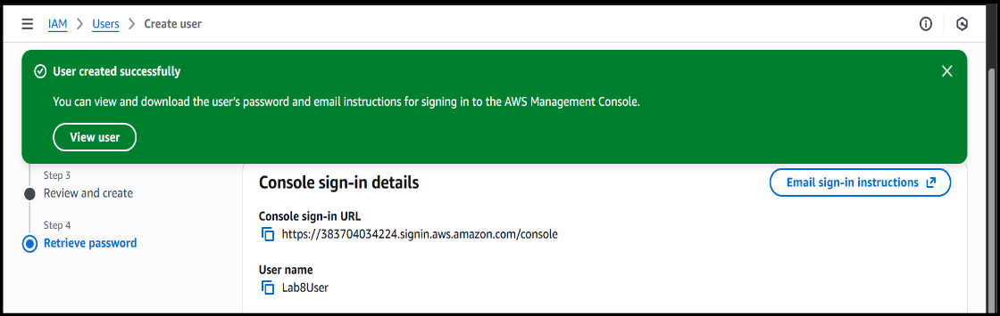 IAM > Users > Create user
User created successfully
You can view and download the user's password and email instructions for signing in to the AWS Management Console.
View user
Step 3
Review and create
Step 4
Retrieve password
Console sign-in details
Email sign-in instructions
Console sign-in URL
https://383704034224.signin.aws.amazon.com/console
User name
Lab8User